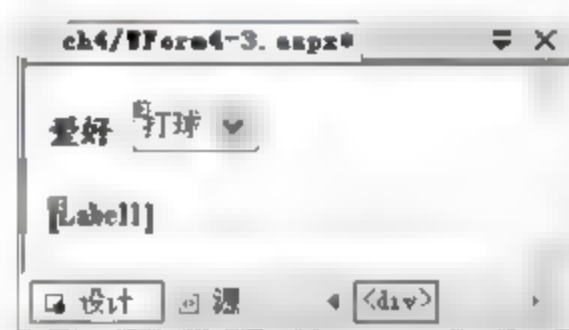 ch4/WForm4-3.aspx*
爱好 打球
[Label1]
设计 源 <div>